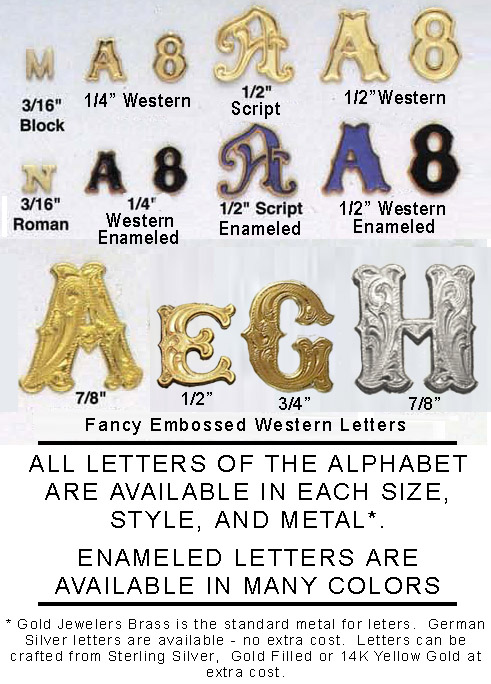 M A 8 A A 8
3/16" 1/4” Western 1/2" 1/2”Western
Block Script
N A 8 A A 8
3/16" 1/4" 1/2” Script 1/2” Western
Roman Western Enameled Enameled
Enameled
A E G H
7/8" 1/2” 3/4” 7/8”
Fancy Embossed Western Letters
ALL LETTERS OF THE ALPHABET
ARE AVAILABLE IN EACH SIZE,
STYLE, AND METAL*.
ENAMELED LETTERS ARE
AVAILABLE IN MANY COLORS
* Gold Jewelers Brass is the standard metal for leters. German
Silver letters are available - no extra cost. Letters can be
crafted from Sterling Silver, Gold Filled or 14K Yellow Gold at
extra cost.